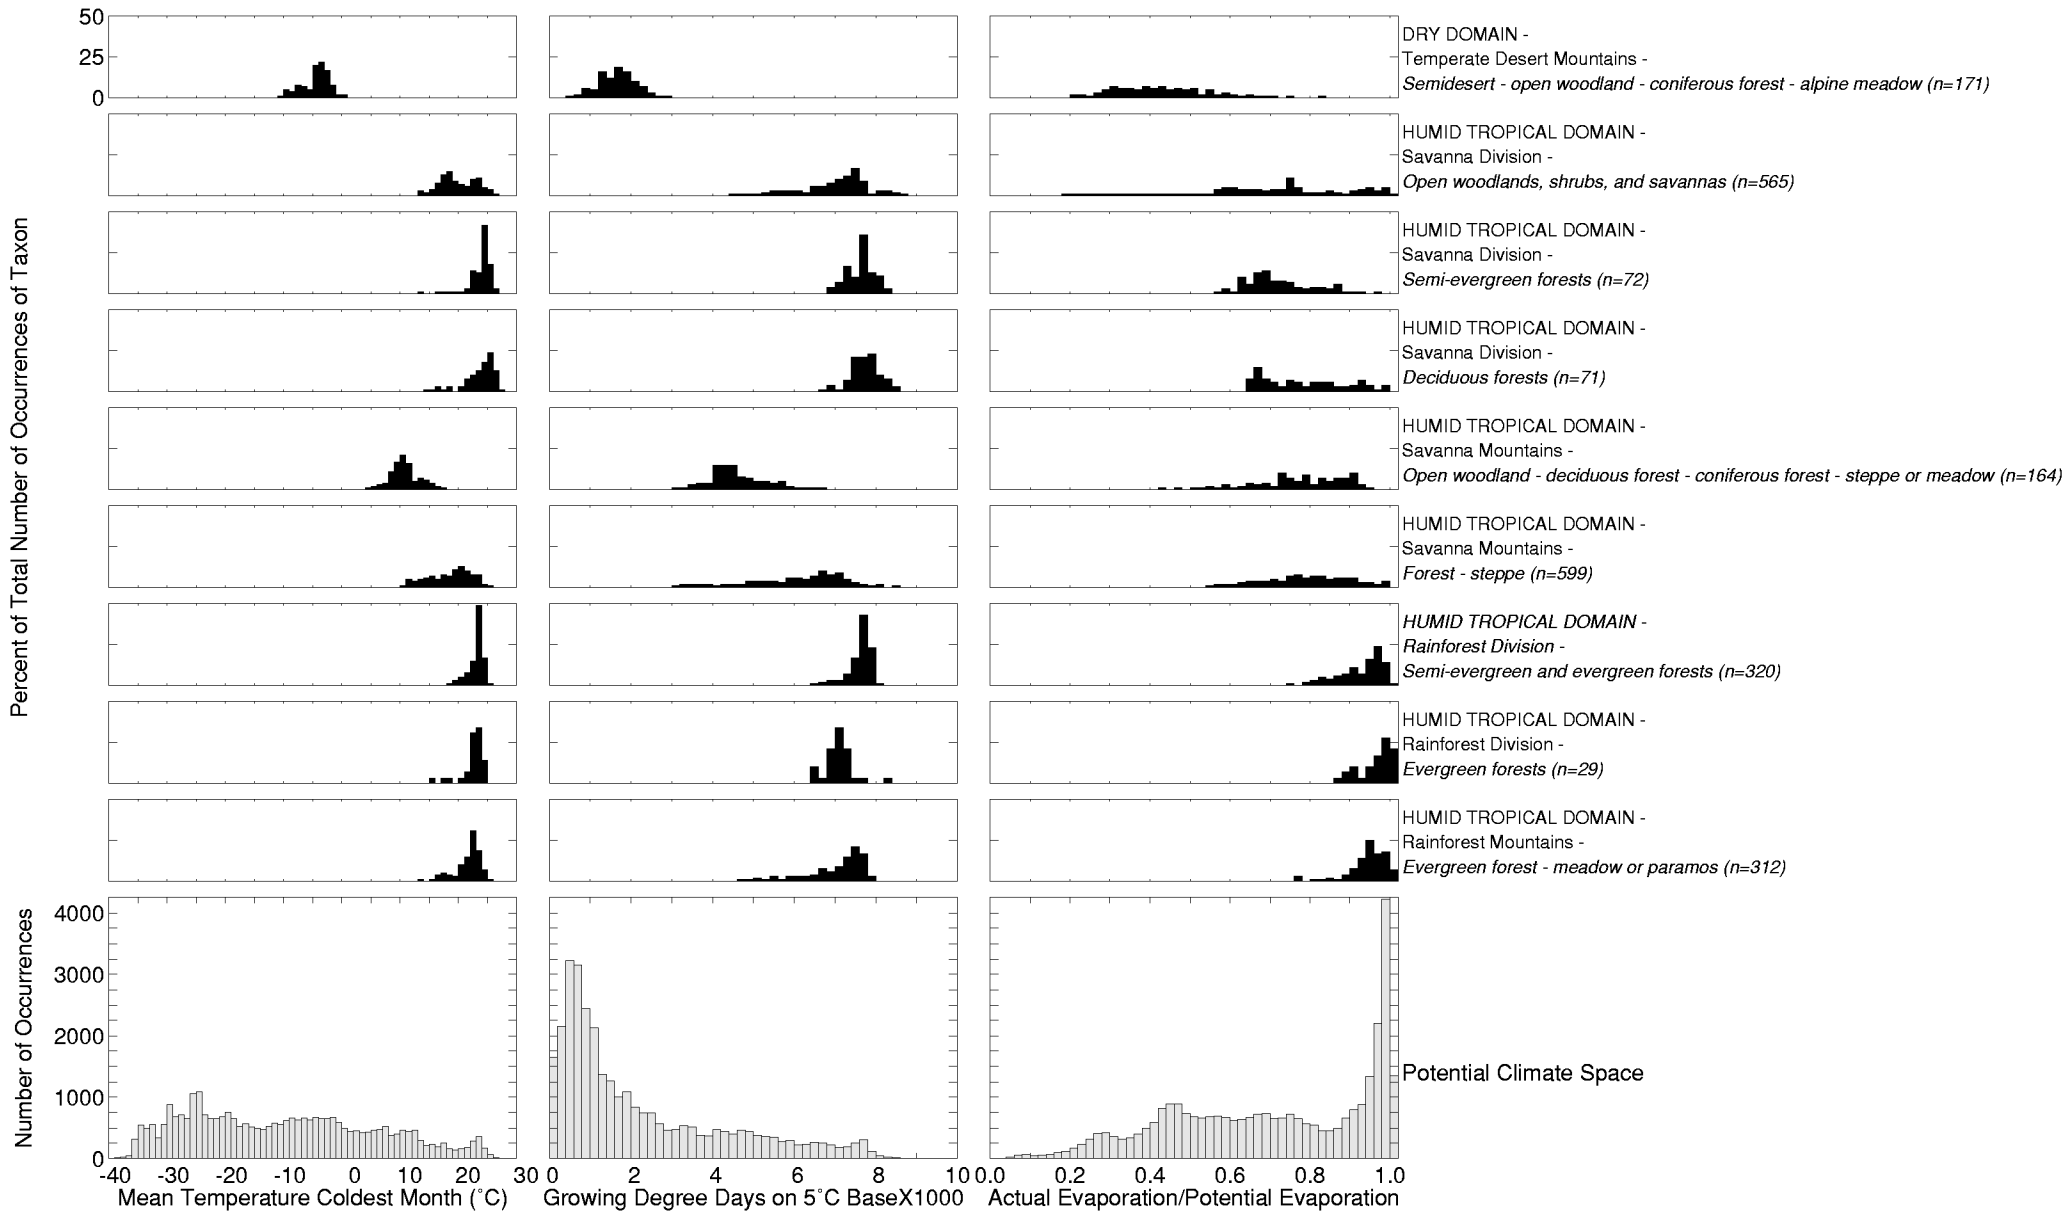 50
25
0
DRY DOMAIN -
Temperate Desert Mountains -
Semidesert - open woodland - coniferous forest - alpine meadow (n=171)
HUMID TROPICAL DOMAIN -
Savanna Division -
Open woodlands, shrubs, and savannas (n=565)
HUMID TROPICAL DOMAIN -
Savanna Division -
Semi-evergreen forests (n=72)
HUMID TROPICAL DOMAIN -
Savanna Division -
Deciduous forests (n=71)
HUMID TROPICAL DOMAIN -
Savanna Mountains -
Open woodland - deciduous forest - coniferous forest - steppe or meadow (n=164)
HUMID TROPICAL DOMAIN -
Savanna Mountains -
Forest - steppe (n=599)
HUMID TROPICAL DOMAIN -
Rainforest Division -
Semi-evergreen and evergreen forests (n=320)
HUMID TROPICAL DOMAIN -
Rainforest Division -
Evergreen forests (n=29)
HUMID TROPICAL DOMAIN -
Rainforest Mountains -
Evergreen forest - meadow or paramos (n=312)
Percent of Total Number of Occurrences of Taxon
Number of Occurrences
4000
3000
2000
1000
0
Potential Climate Space
-40 -30 -20 -10 0 10 20 30
0 2 4 6 8 10
0.0 0.2 0.4 0.6 0.8 1.0
Mean Temperature Coldest Month (°C)
Growing Degree Days on 5°C BaseX1000
Actual Evaporation/Potential Evaporation